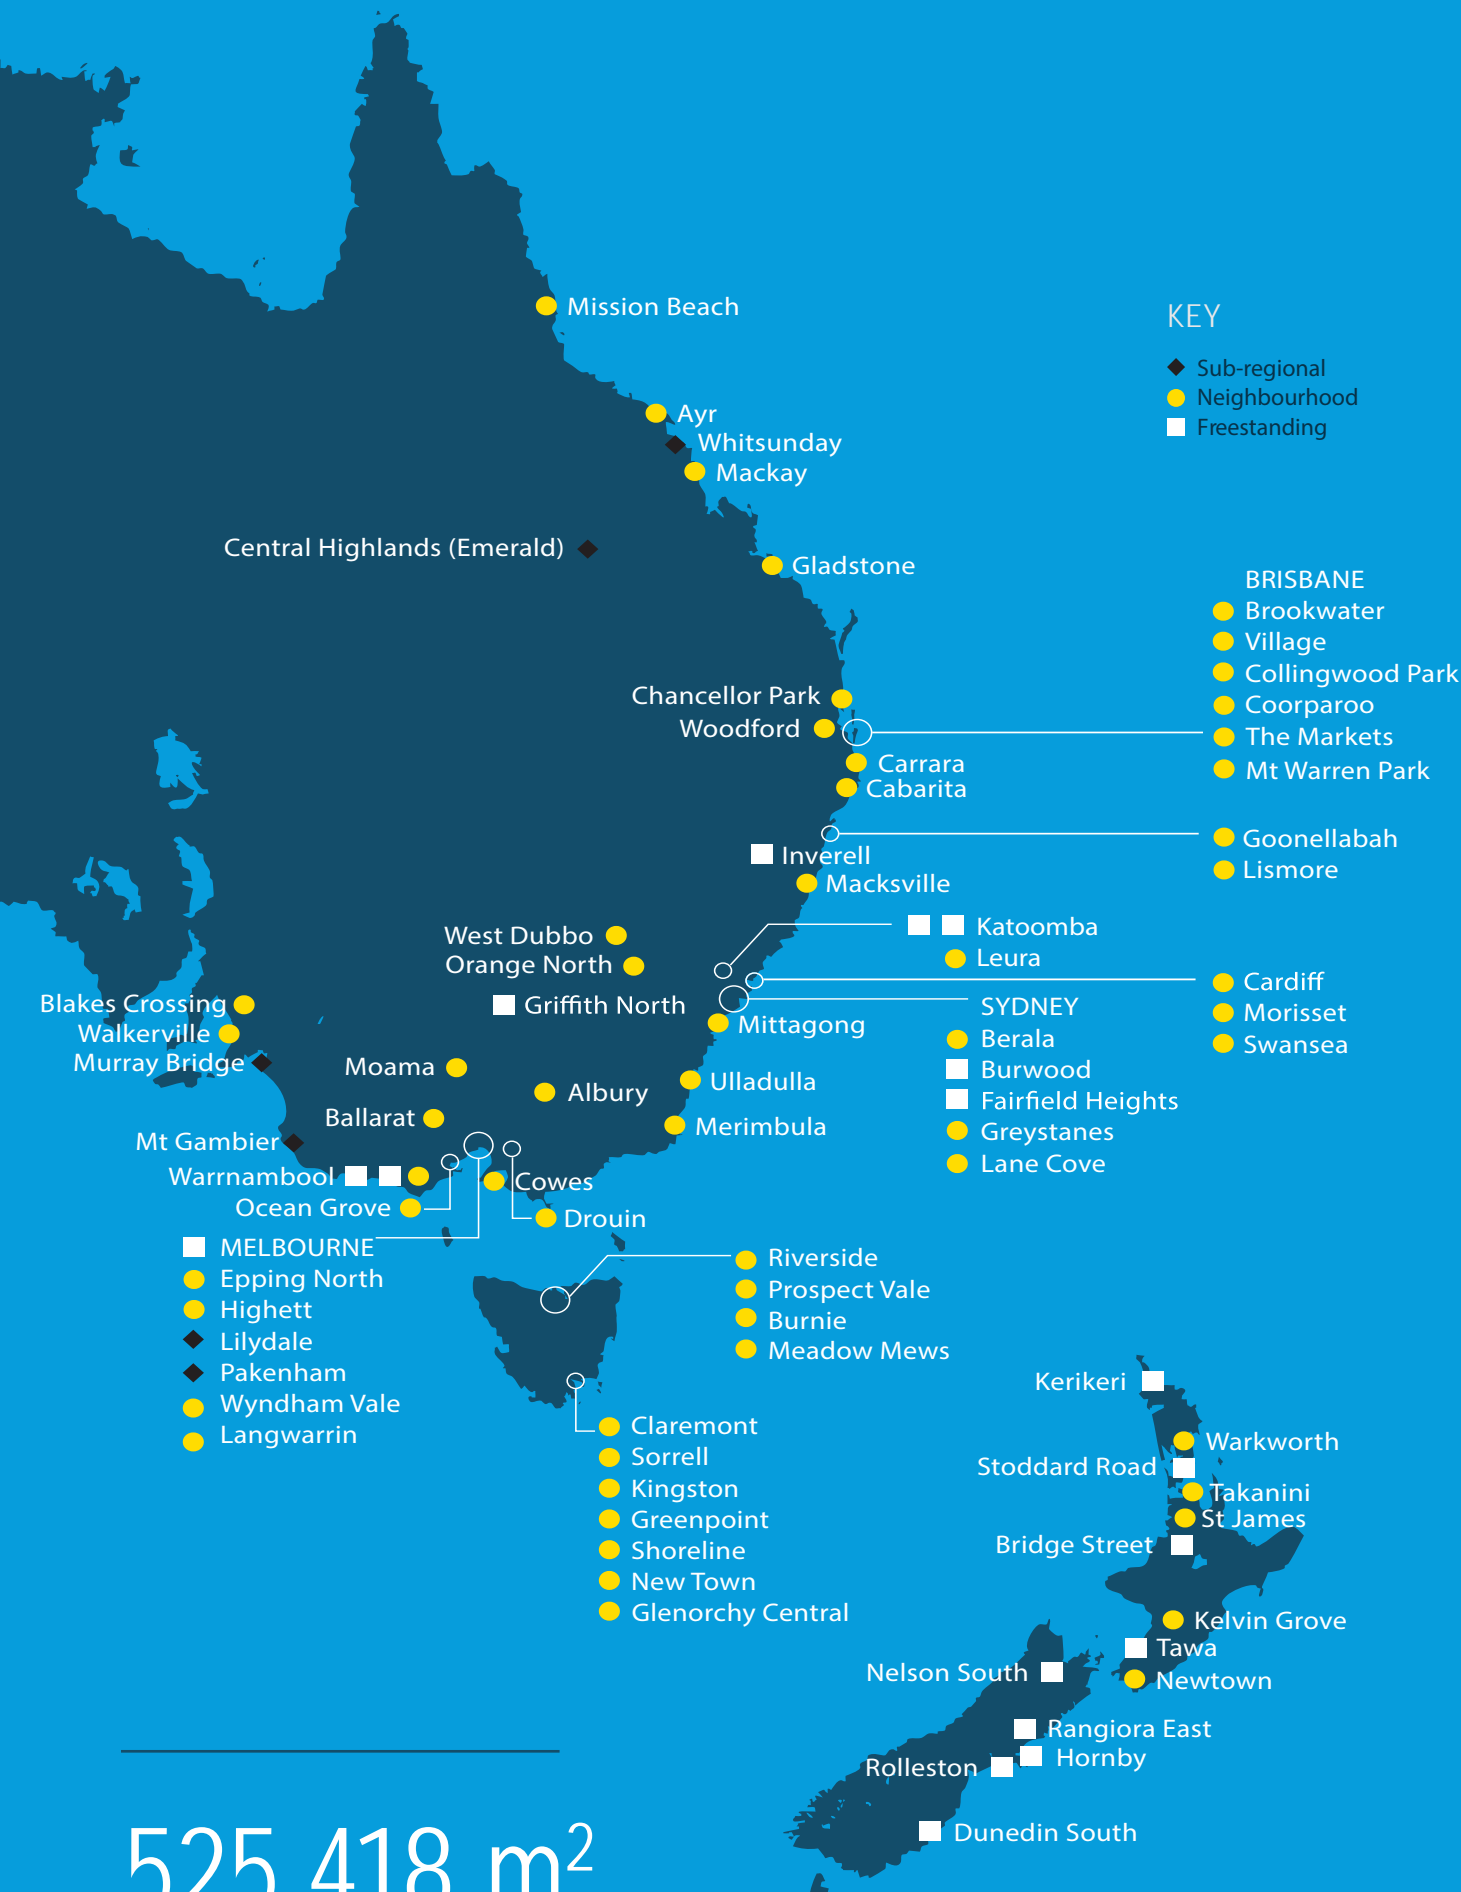 Mission Beach
KEY
Sub-regional
Neighbourhood
Freestanding
Ayr
Whitsunday
Mackay
Central Highlands (Emerald)
Gladstone
BRISBANE
Brookwater
Village
Collingwood Park
Coorparoo
The Markets
Mt Warren Park
Chancellor Park
Woodford
Carrara
Cabarita
Goonellabah
Lismore
Inverell
Macksville
Katoomba
Leura
West Dubbo
Orange North
Griffith North
Cardiff
Morisset
Swansea
SYDNEY
Berala
Burwood
Fairfield Heights
Greystanes
Lane Cove
Blakes Crossing
Walkerville
Murray Bridge
Mittagong
Moama
Albury
Ulladulla
Ballarat
Merimbula
Mt Gambier
Warrnambool
Cowes
Ocean Grove
Drouin
MELBOURNE
Epping North
Highett
Lilydale
Pakenham
Wyndham Vale
Langwarrin
Riverside
Prospect Vale
Burnie
Meadow Mews
Claremont
Sorrell
Kingston
Greenpoint
Shoreline
New Town
Glenorchy Central
Kerikeri
Warkworth
Stoddard Road
Takanini
St James
Bridge Street
Kelvin Grove
Tawa
Nelson South
Newtown
Rangiora East
Hornby
Rolleston
Dunedin South
525,418 m²